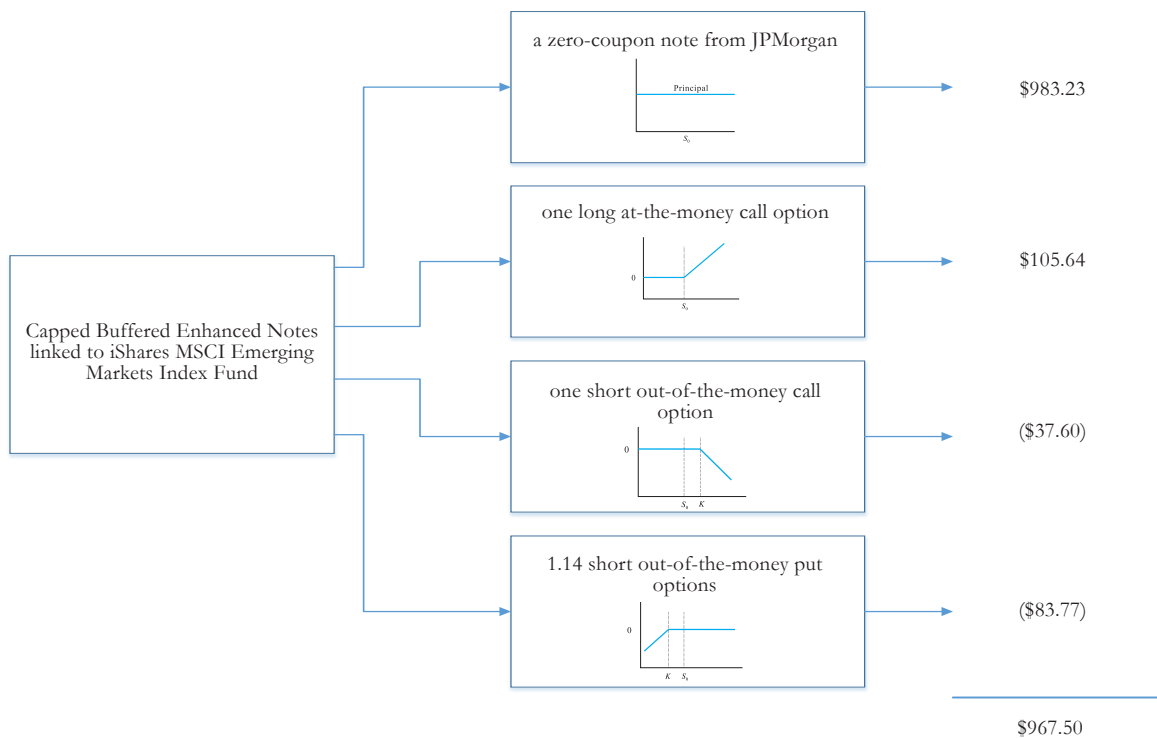 a zero-coupon note from JPMorgan
Principal
S₀
$983.23
one long at-the-money call option
0
S₀
$105.64
Capped Buffered Enhanced Notes
linked to iShares MSCI Emerging
Markets Index Fund
one short out-of-the-money call
option
0
S₀ K
($37.60)
1.14 short out-of-the-money put
options
0
K S₀
($83.77)
$967.50